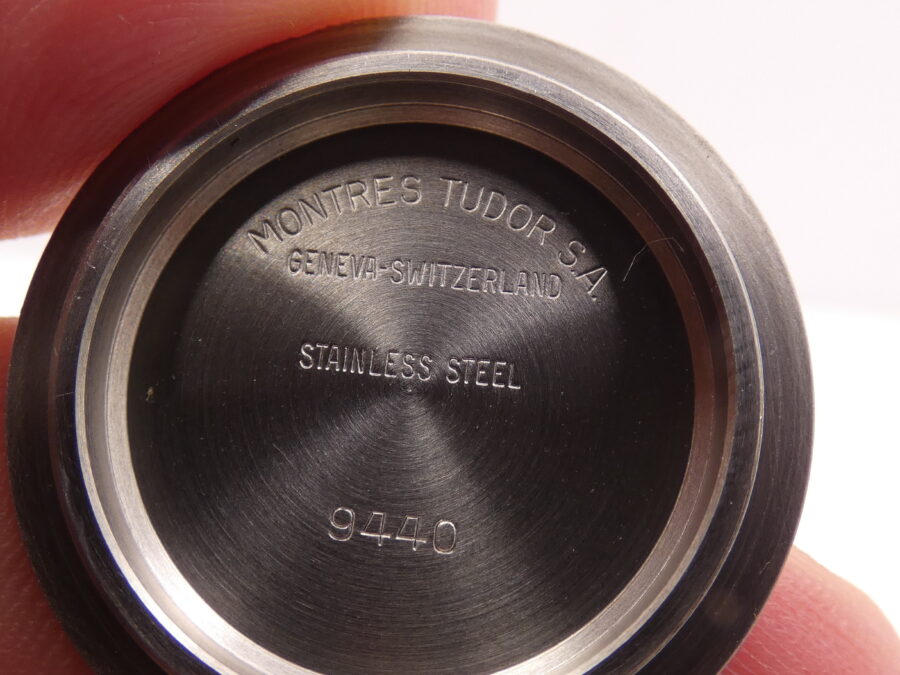 MONTRES TUDOR S.A.
GENEVA-SWITZERLAND
STAINLESS STEEL
9440